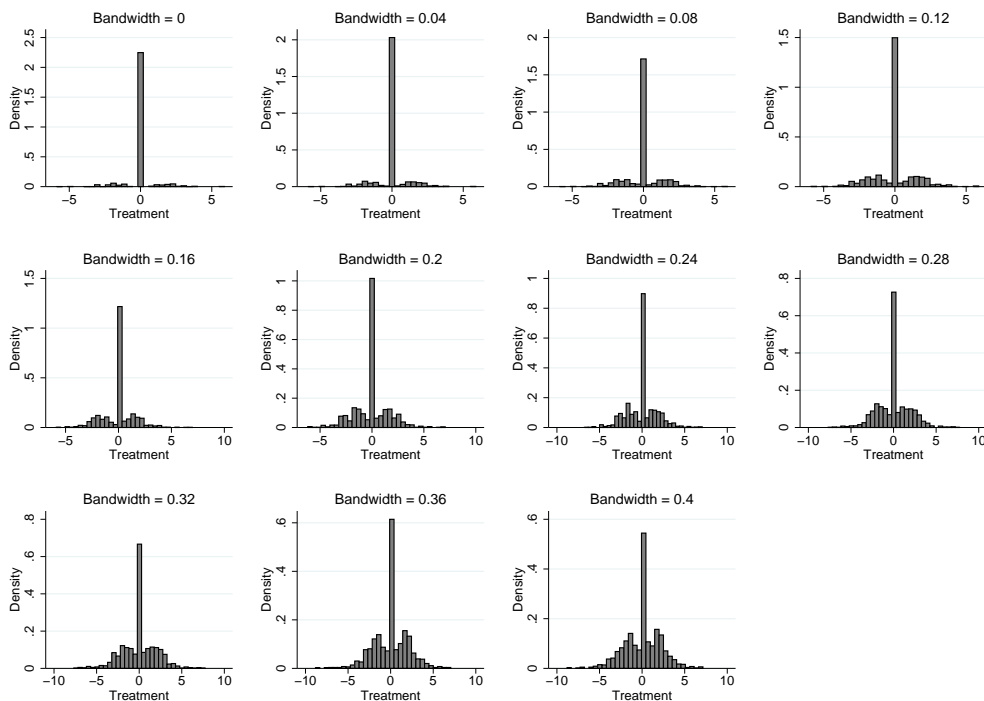 Bandwidth = 0
Bandwidth = 0.04
Bandwidth = 0.08
Bandwidth = 0.12
0 .5 1 1.5 2 2.5
Density
−5 0 5
Treatment
0 .5 1 1.5 2
Density
−5 0 5
Treatment
0 .5 1 1.5 2
Density
−5 0 5
Treatment
0 .5 1 1.5
Density
−5 0 5
Treatment
Bandwidth = 0.16
Bandwidth = 0.2
Bandwidth = 0.24
Bandwidth = 0.28
0 .5 1 1.5
Density
−5 0 5 10
Treatment
0 .2 .4 .6 .8 1
Density
−5 0 5 10
Treatment
0 .2 .4 .6 .8 1
Density
−10 −5 0 5 10
Treatment
0 .2 .4 .6 .8
Density
−10 −5 0 5 10
Treatment
Bandwidth = 0.32
Bandwidth = 0.36
Bandwidth = 0.4
0 .2 .4 .6 .8
Density
−10 −5 0 5 10
Treatment
0 .2 .4 .6
Density
−10 −5 0 5 10
Treatment
0 .2 .4 .6
Density
−10 −5 0 5 10
Treatment